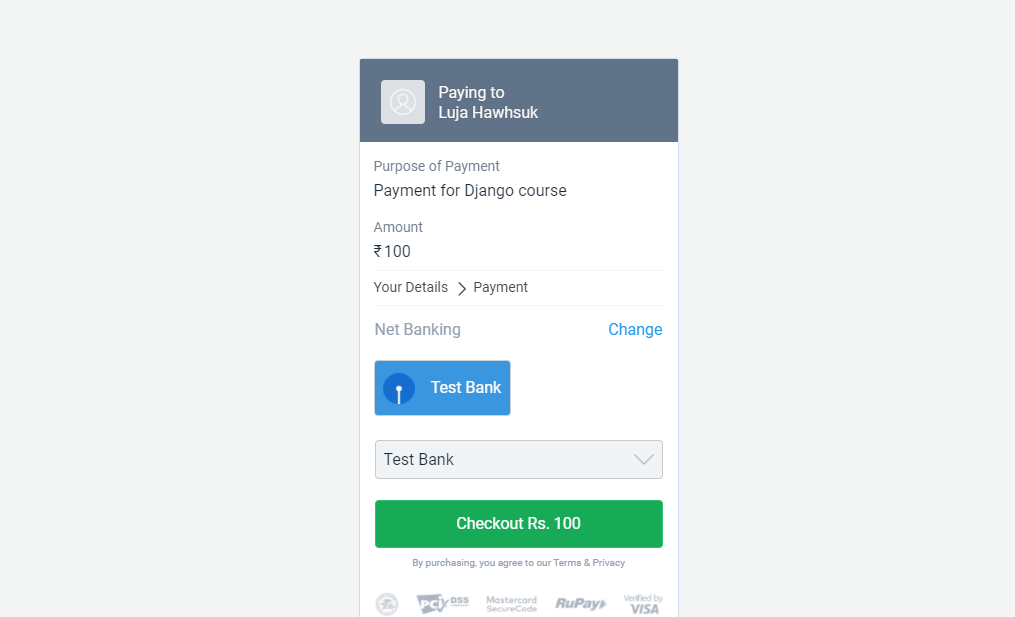 Paying to
Luja Hawhsuk
Purpose of Payment
Payment for Django course
Amount
₹100
Your Details > Payment
Net Banking Change
Test Bank
Test Bank
Checkout Rs. 100
By purchasing, you agree to our Terms & Privacy
PCI DSS
Mastercard SecureCode
RuPay
Verified by VISA